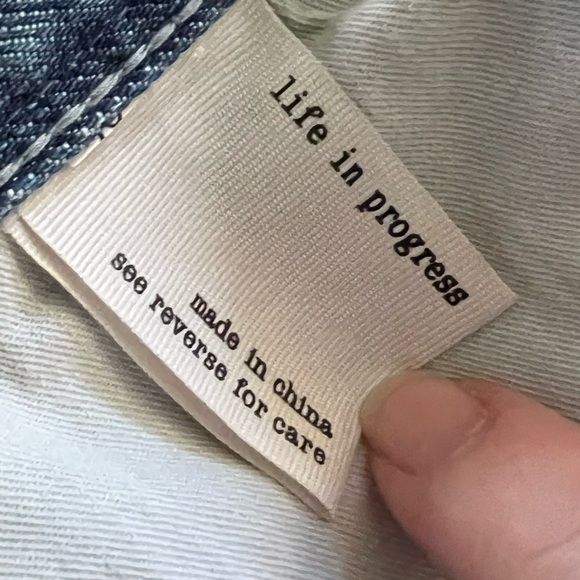 life in progress
made in china
see reverse for care